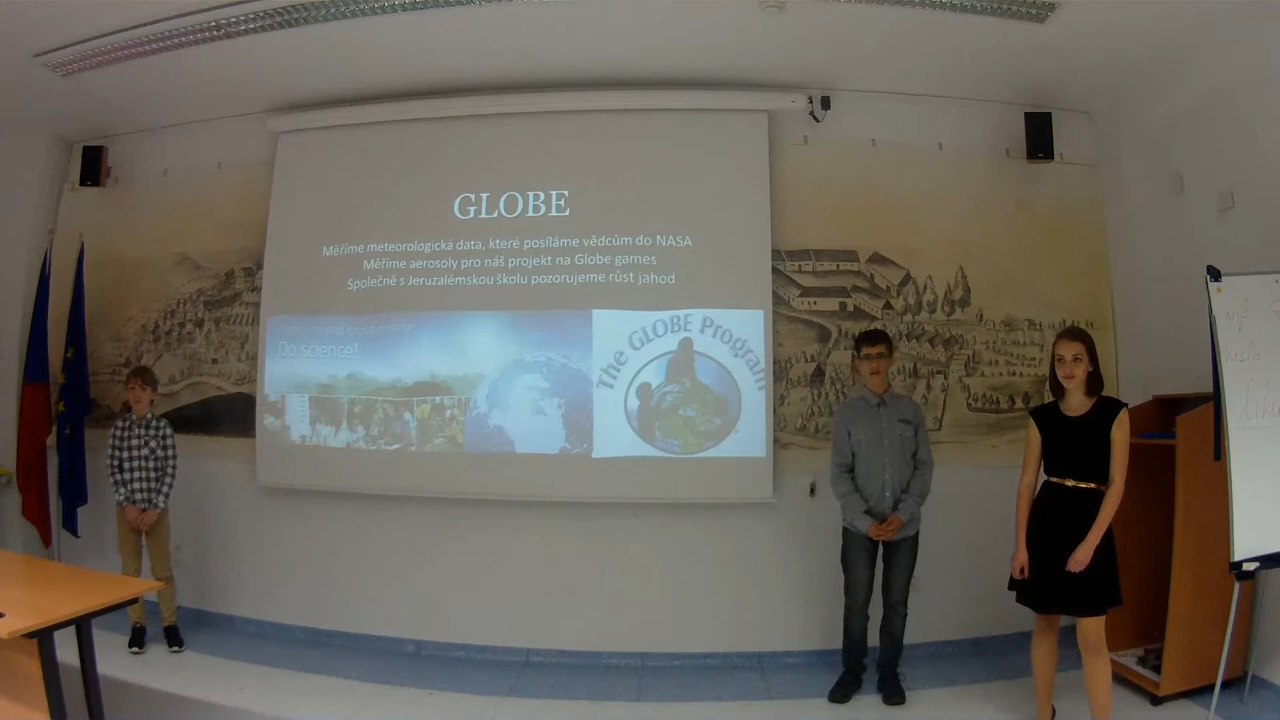 GLOBE
Měříme meteorologická data, které posíláme vědcům do NASA
Měříme aerosoly pro náš projekt na Globe games
Společně s Jeruzalémskou školu pozorujeme růst jahod
Do science!
The GLOBE Program